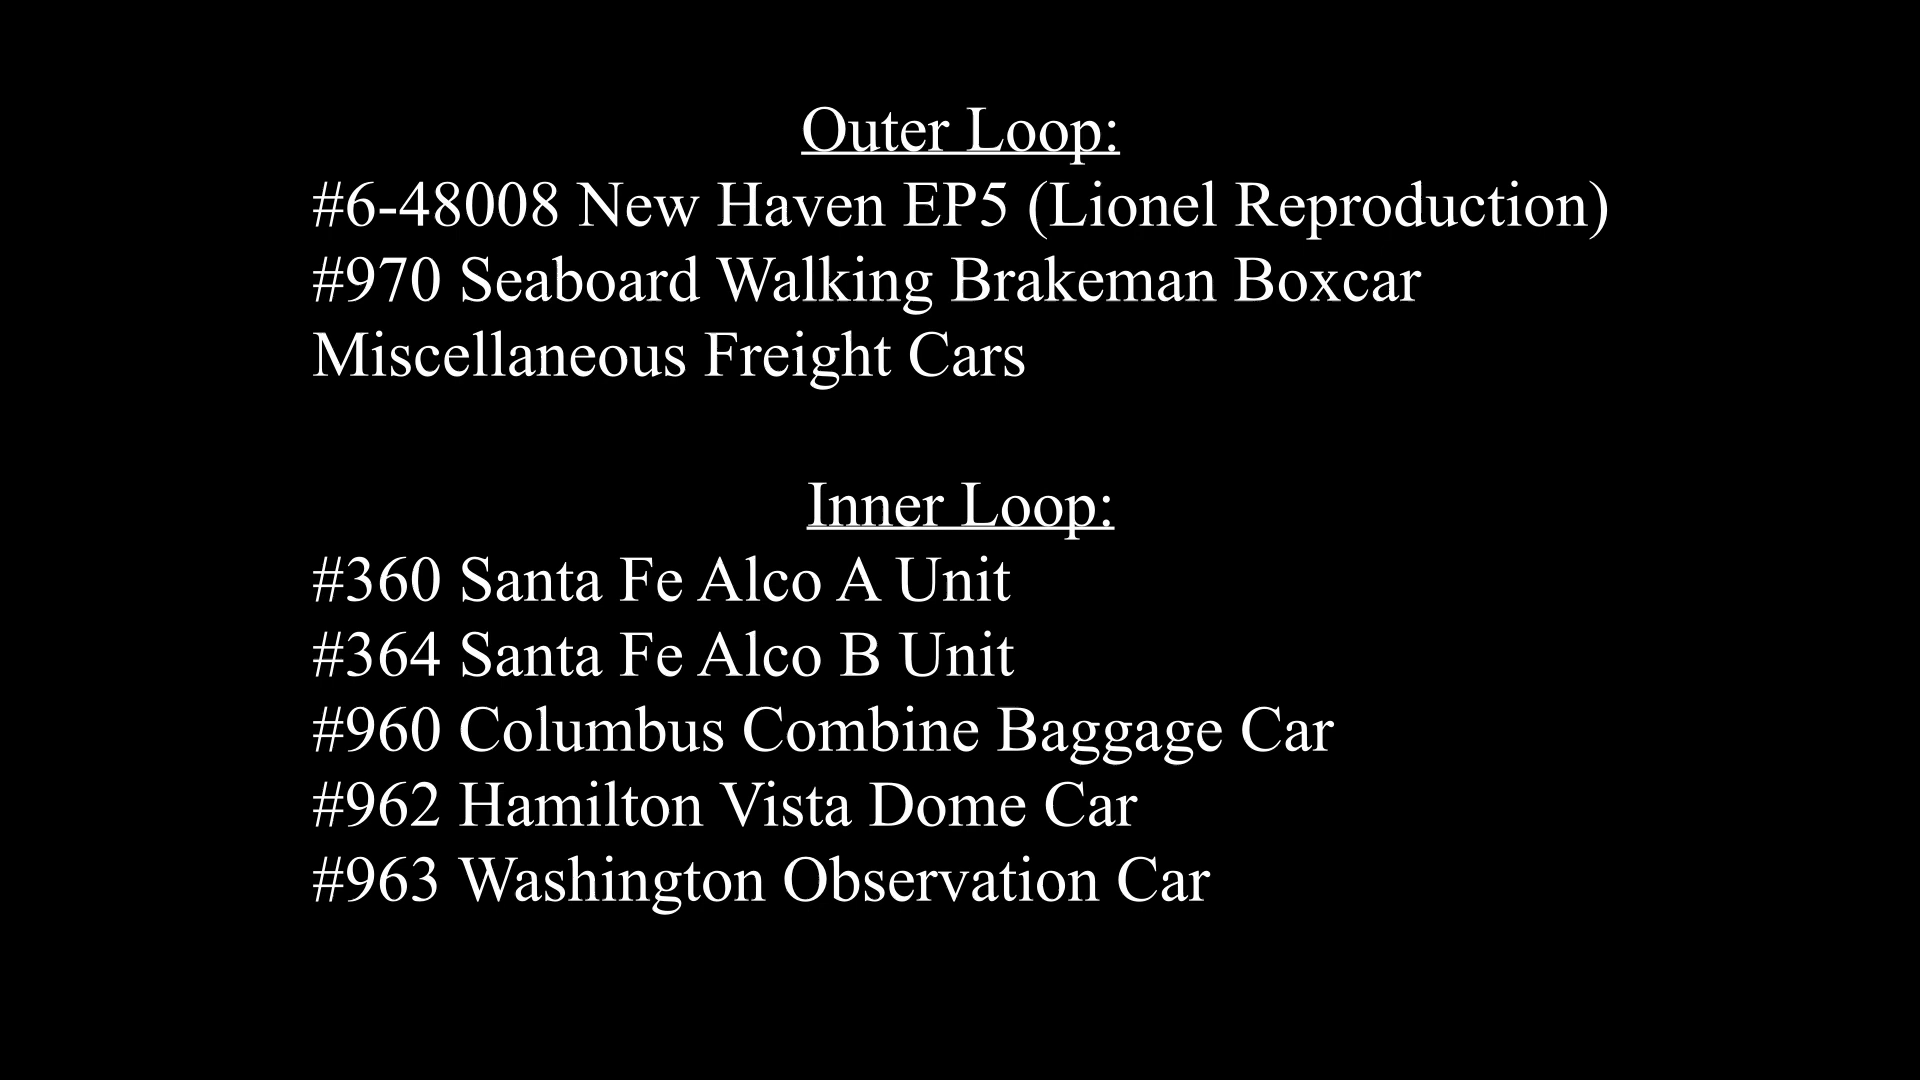 Outer Loop:
#6-48008 New Haven EP5 (Lionel Reproduction)
#970 Seaboard Walking Brakeman Boxcar
Miscellaneous Freight Cars
Inner Loop:
#360 Santa Fe Alco A Unit
#364 Santa Fe Alco B Unit
#960 Columbus Combine Baggage Car
#962 Hamilton Vista Dome Car
#963 Washington Observation Car